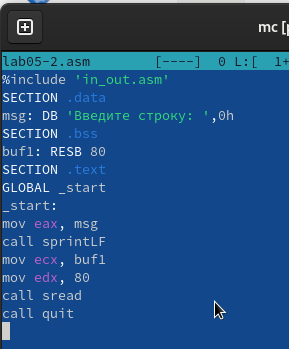 mc [
lab05-2.asm [----] 0 L:[ 1+
%include 'in_out.asm'
SECTION .data
msg: DB 'Введите строку: ',0h
SECTION .bss
buf1: RESB 80
SECTION .text
GLOBAL _start
_start:
mov eax, msg
call sprintLF
mov ecx, buf1
mov edx, 80
call sread
call quit